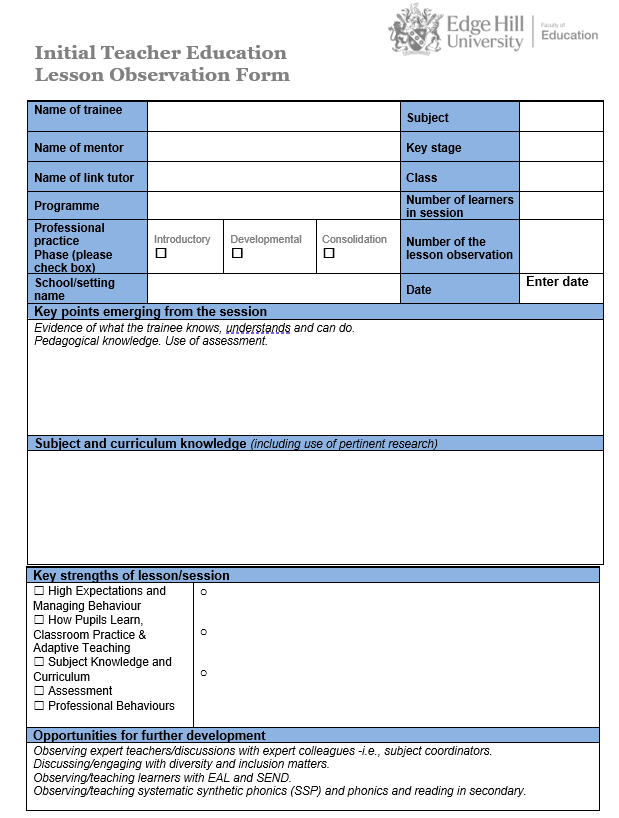 Edge Hill
University
Faculty of
Education
Initial Teacher Education
Lesson Observation Form
Name of trainee
Subject
Name of mentor
Key stage
Name of link tutor
Class
Programme
Number of learners
in session
Professional
practice
Phase (please
check box)
Introductory
☐
Developmental
☐
Consolidation
☐
Number of the
lesson observation
School/setting
name
Date
Enter date
Key points emerging from the session
Evidence of what the trainee knows, understands and can do.
Pedagogical knowledge. Use of assessment.
Subject and curriculum knowledge (including use of pertinent research)
Key strengths of lesson/session
☐ High Expectations and
Managing Behaviour
☐ How Pupils Learn,
Classroom Practice &
Adaptive Teaching
☐ Subject Knowledge and
Curriculum
☐ Assessment
☐ Professional Behaviours
○
○
○
Opportunities for further development
Observing expert teachers/discussions with expert colleagues -i.e., subject coordinators.
Discussing/engaging with diversity and inclusion matters.
Observing/teaching learners with EAL and SEND.
Observing/teaching systematic synthetic phonics (SSP) and phonics and reading in secondary.